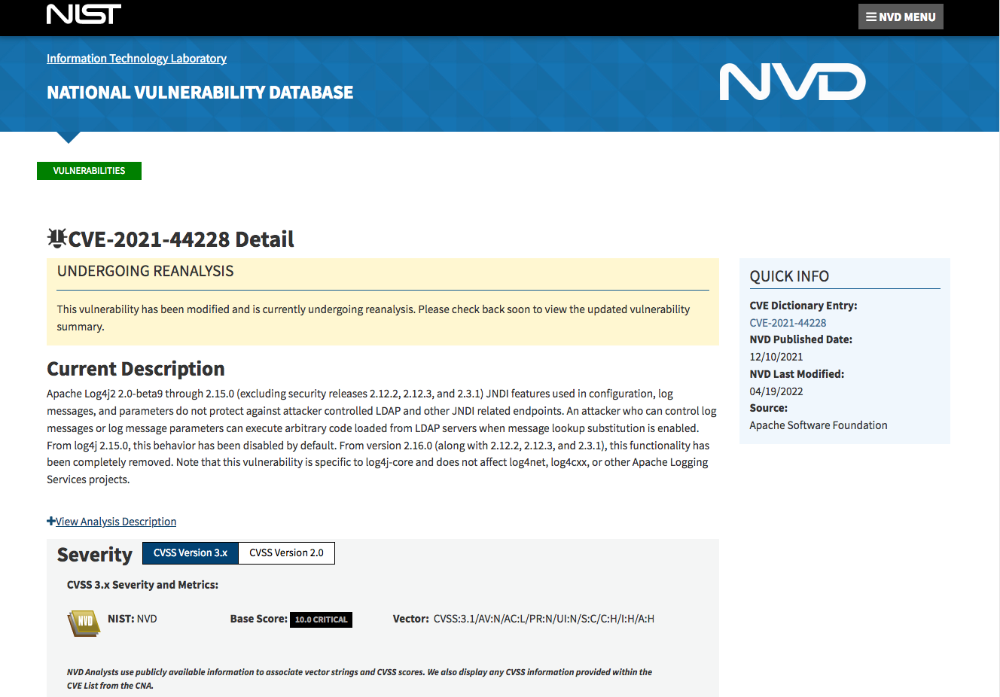 NIST
NVD MENU
Information Technology Laboratory
NATIONAL VULNERABILITY DATABASE
NVD
VULNERABILITIES
CVE-2021-44228 Detail
UNDERGOING REANALYSIS
This vulnerability has been modified and is currently undergoing reanalysis. Please check back soon to view the updated vulnerability
summary.
Current Description
Apache Log4j2 2.0-beta9 through 2.15.0 (excluding security releases 2.12.2, 2.12.3, and 2.3.1) JNDI features used in configuration, log
messages, and parameters do not protect against attacker controlled LDAP and other JNDI related endpoints. An attacker who can control log
messages or log message parameters can execute arbitrary code loaded from LDAP servers when message lookup substitution is enabled.
From log4j 2.15.0, this behavior has been disabled by default. From version 2.16.0 (along with 2.12.2, 2.12.3, and 2.3.1), this functionality has
been completely removed. Note that this vulnerability is specific to log4j-core and does not affect log4net, log4cxx, or other Apache Logging
Services projects.
View Analysis Description
Severity
CVSS Version 3.x
CVSS Version 2.0
CVSS 3.x Severity and Metrics:
NVD
NIST: NVD
Base Score: 10.0 CRITICAL
Vector: CVSS:3.1/AV:N/AC:L/PR:N/UI:N/S:C/C:H/I:H/A:H
NVD Analysts use publicly available information to associate vector strings and CVSS scores. We also display any CVSS information provided within the
CVE List from the CNA.
QUICK INFO
CVE Dictionary Entry:
CVE-2021-44228
NVD Published Date:
12/10/2021
NVD Last Modified:
04/19/2022
Source:
Apache Software Foundation